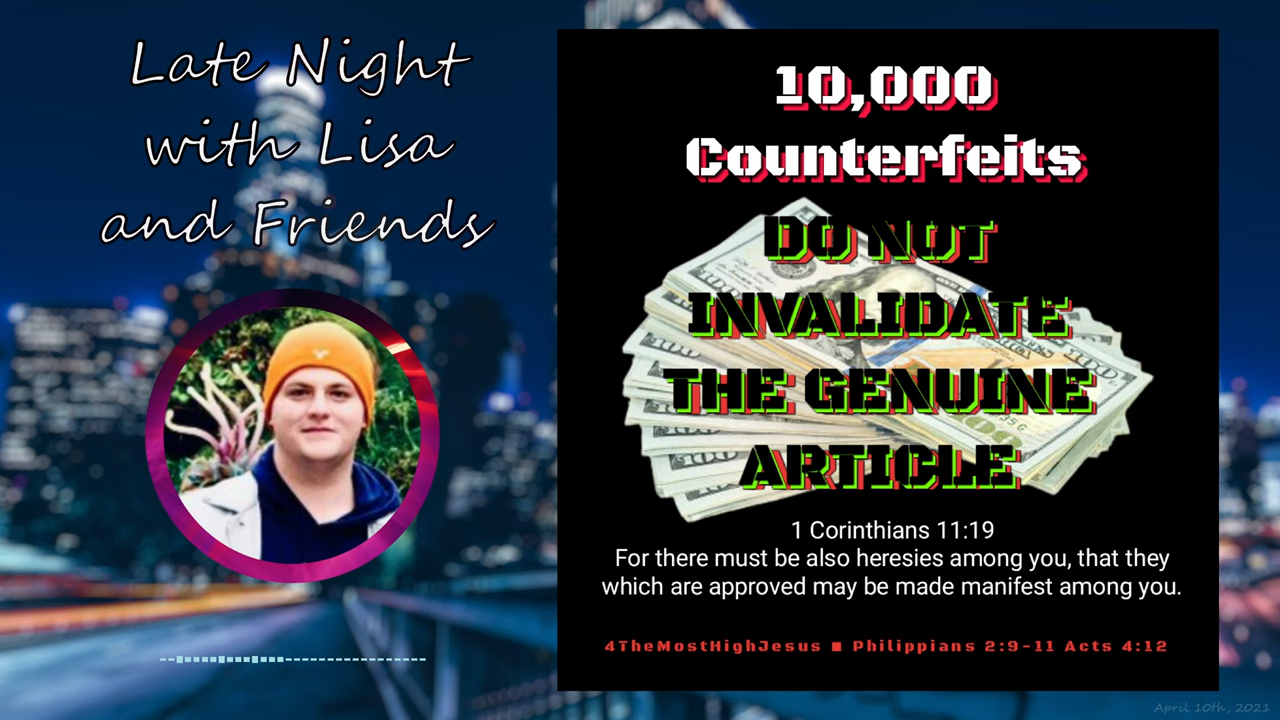 Late Night
with Lisa
and Friends
10,000
Counterfeits
DO NOT
INVALIDATE
THE GENUINE
ARTICLE
1 Corinthians 11:19
For there must be also heresies among you, that they
which are approved may be made manifest among you.
4TheMostHighJesus ■ Philippians 2:9-11 Acts 4:12
April 10th, 2021